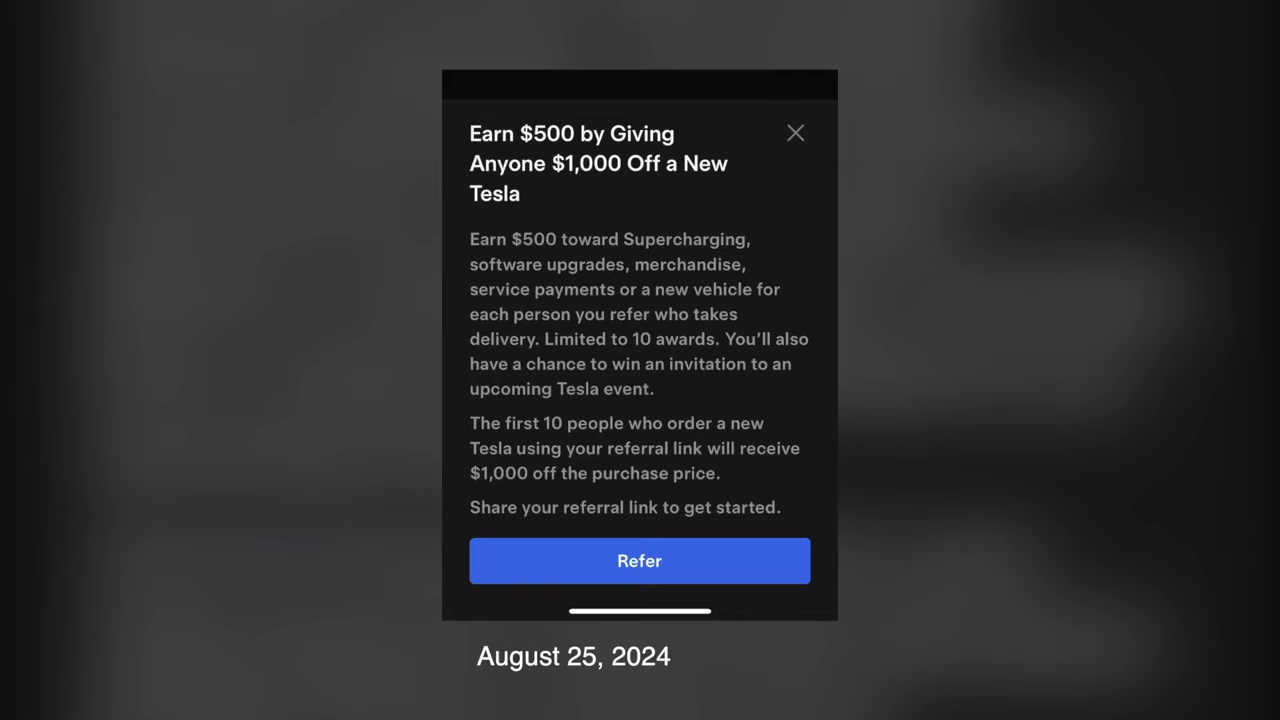 Earn $500 by Giving
Anyone $1,000 Off a New
Tesla
Earn $500 toward Supercharging,
software upgrades, merchandise,
service payments or a new vehicle for
each person you refer who takes
delivery. Limited to 10 awards. You’ll also
have a chance to win an invitation to an
upcoming Tesla event.
The first 10 people who order a new
Tesla using your referral link will receive
$1,000 off the purchase price.
Share your referral link to get started.
Refer
August 25, 2024